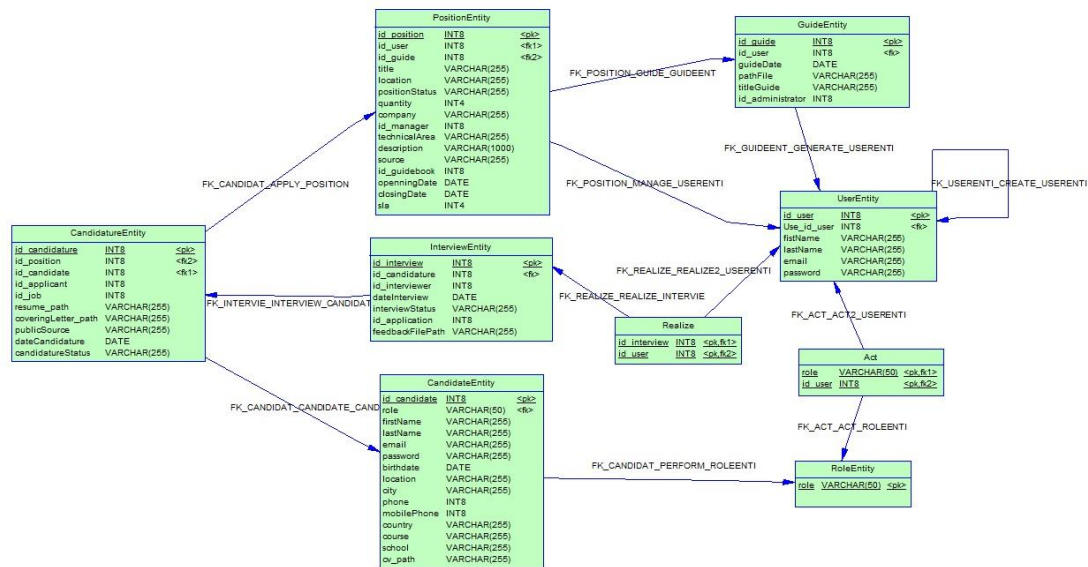 PositionEntity
id_position INT8 <pk>
id_user INT8 <fk1>
id_guide INT8 <fk2>
title VARCHAR(255)
location VARCHAR(255)
positionStatus VARCHAR(255)
quantity INT4
company VARCHAR(255)
id_manager INT8
technicalArea VARCHAR(255)
description VARCHAR(1000)
source VARCHAR(255)
id_guidebook INT8
openningDate DATE
closingDate DATE
sla INT4
GuideEntity
id_guide INT8 <pk>
id_user INT8 <fk>
guideDate DATE
pathFile VARCHAR(255)
titleGuide VARCHAR(255)
id_administrator INT8
FK_POSITION_GUIDE_GUIDEENT
FK_GUIDEENT_GENERATE_USERENTI
FK_CANDIDAT_APPLY_POSITION
FK_POSITION_MANAGE_USERENTI
FK_USERENTI_CREATE_USERENTI
UserEntity
id_user INT8 <pk>
Use_id_user INT8 <fk>
fistName VARCHAR(255)
lastName VARCHAR(255)
email VARCHAR(255)
password VARCHAR(255)
CandidatureEntity
id_candidature INT8 <pk>
id_position INT8 <fk2>
id_candidate INT8 <fk1>
id_applicant INT8
id_job INT8
resume_path VARCHAR(255)
coveringLetter_path VARCHAR(255)
publicSource VARCHAR(255)
dateCandidature DATE
candidatureStatus VARCHAR(255)
InterviewEntity
id_interview INT8 <pk>
id_candidature INT8 <fk>
id_interviewer INT8
dateInterview DATE
interviewStatus VARCHAR(255)
id_application INT8
feedbackFilePath VARCHAR(255)
FK_REALIZE_REALIZE2_USERENTI
FK_REALIZE_REALIZE_INTERVIE
FK_INTERVIE_INTERVIEW_CANDIDAT
Realize
id_interview INT8 <pk,fk1>
id_user INT8 <pk,fk2>
FK_ACT_ACT2_USERENTI
Act
role VARCHAR(50) <pk,fk1>
id_user INT8 <pk,fk2>
FK_CANDIDAT_CANDIDATE_CAND
CandidateEntity
id_candidate INT8 <pk>
role VARCHAR(50) <fk>
firstName VARCHAR(255)
lastName VARCHAR(255)
email VARCHAR(255)
password VARCHAR(255)
birthdate DATE
location VARCHAR(255)
city VARCHAR(255)
phone INT8
mobilePhone INT8
country VARCHAR(255)
course VARCHAR(255)
school VARCHAR(255)
cv_path VARCHAR(255)
FK_ACT_ACT_ROLEENTI
FK_CANDIDAT_PERFORM_ROLEENTI
RoleEntity
role VARCHAR(50) <pk>